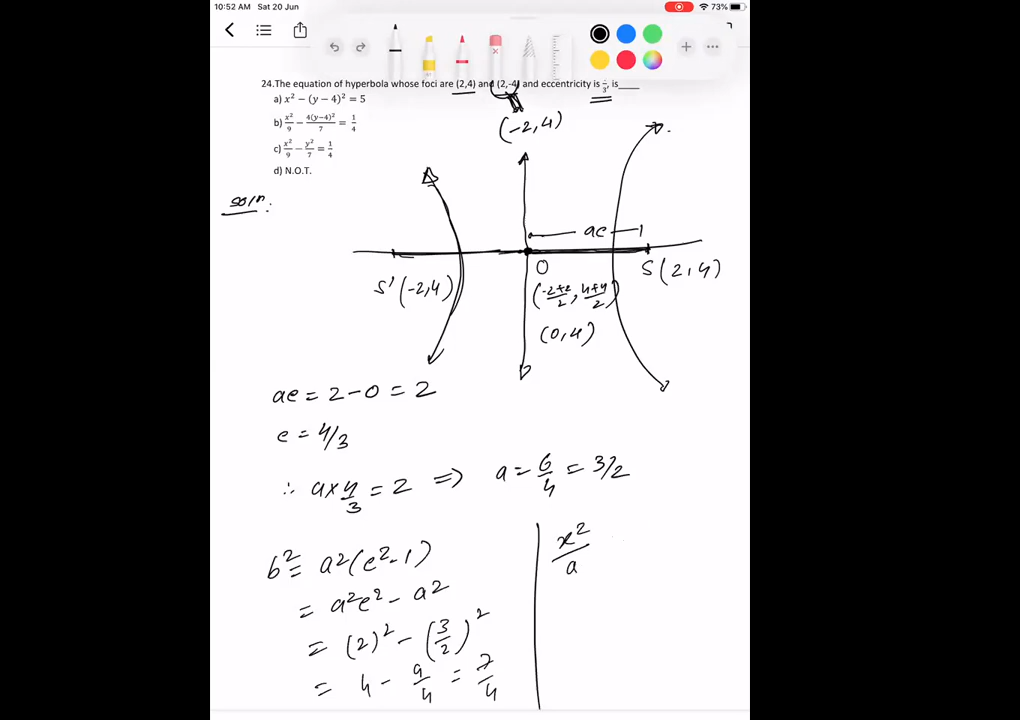 10:52 AM Sat 20 Jun 73%
24.The equation of hyperbola whose foci are (2,4) and (2,-4) and eccentricity is 4/3, is____
(-2,4)
a) x² − (y − 4)² = 5
b) x²/9 − 4(y−4)²/7 = 1/4
c) x²/9 − y²/7 = 1/4
d) N.O.T.
soln:
ae
S'(-2,4) O S(2,4)
(-2+2/2, 4+4/2)
(0,4)
ae = 2-0 = 2
e = 4/3
∴ a×4/3 = 2 ⇒ a = 6/4 = 3/2
b² = a²(e²-1)
= a²e² - a²
= (2)² - (3/2)²
= 4 - 9/4 = 7/4
x²/a